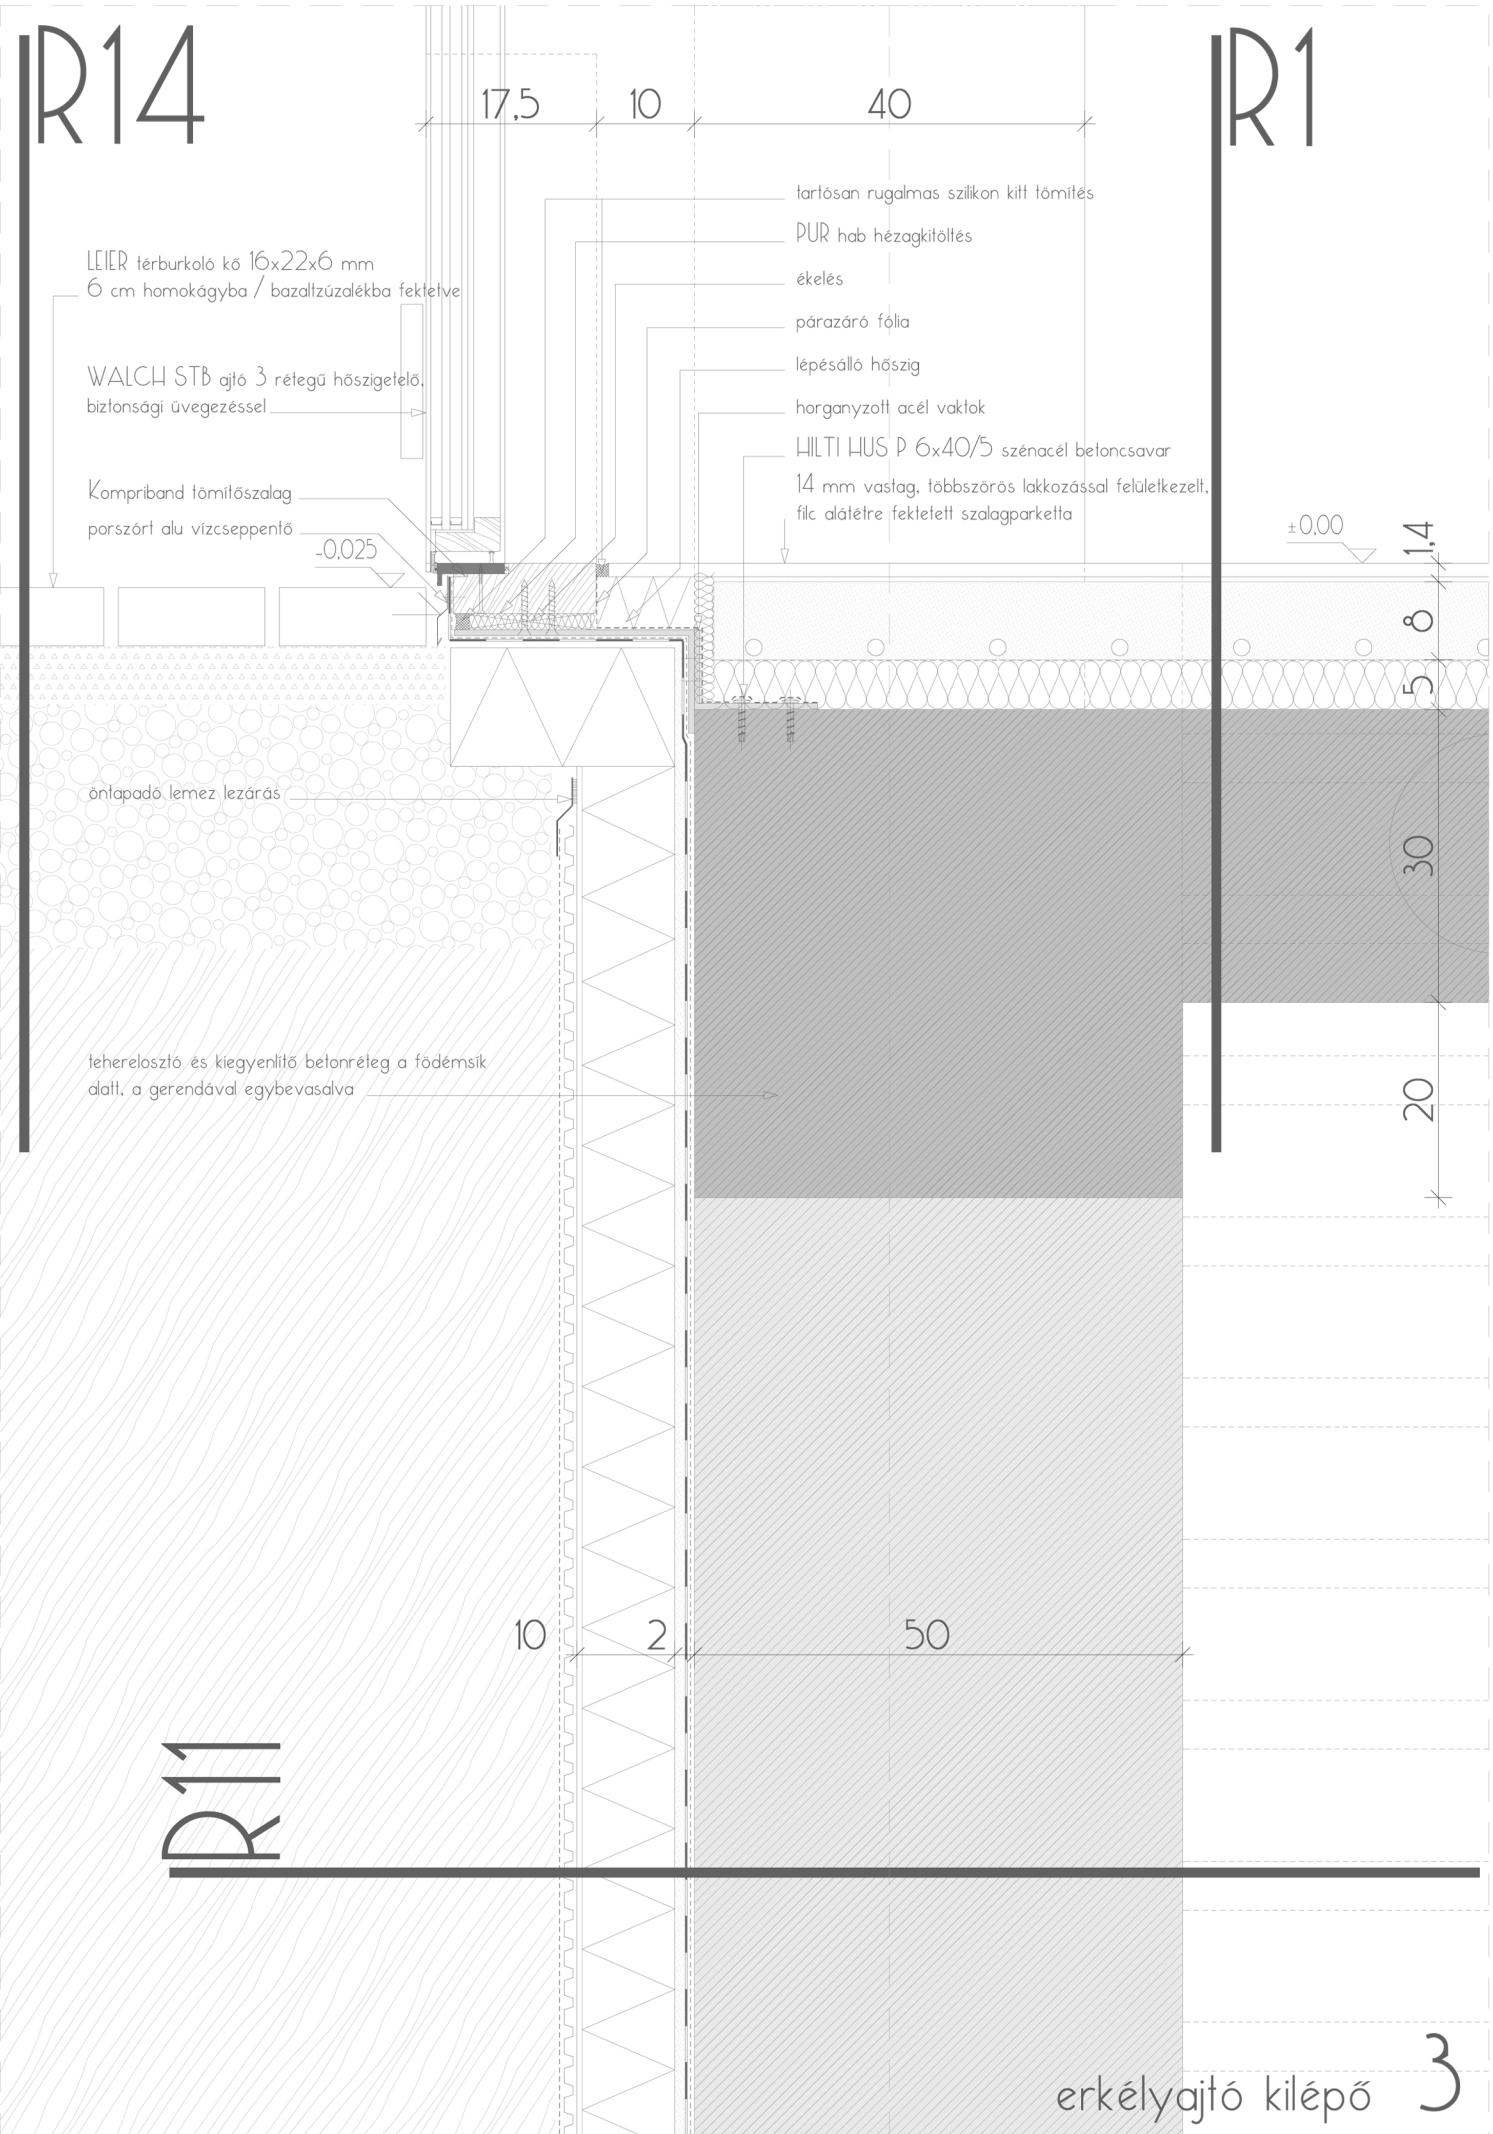 R14
R1
17,5
10
40
tartósan rugalmas szilikon kitt tömítés
PUR hab hézagkitöltés
ékelés
párazáró fólia
lépésálló hőszig
horganyzott acél vaktok
HILTI HUS P 6x40/5 szénacél betoncsavar
14 mm vastag, többszörös lakkozással felületkezelt,
filc alátétre fektetett szalagparketta
LEIER térburkoló kő 16x22x6 mm
6 cm homokágyba / bazaltzúzalékba fektetve
WALCH STB ajtó 3 rétegű hőszigetelő,
biztonsági üvegezéssel
Kompriband tömítőszalag
porszórt alu vízcseppentő
-0,025
±0,00
1,4
8
5
30
20
öntapadó lemez lezárás
teherelosztó és kiegyenlítő betonréteg a födémsík
alatt, a gerendával egybevasalva
10
2
50
R11
erkélyajtó kilépő 3